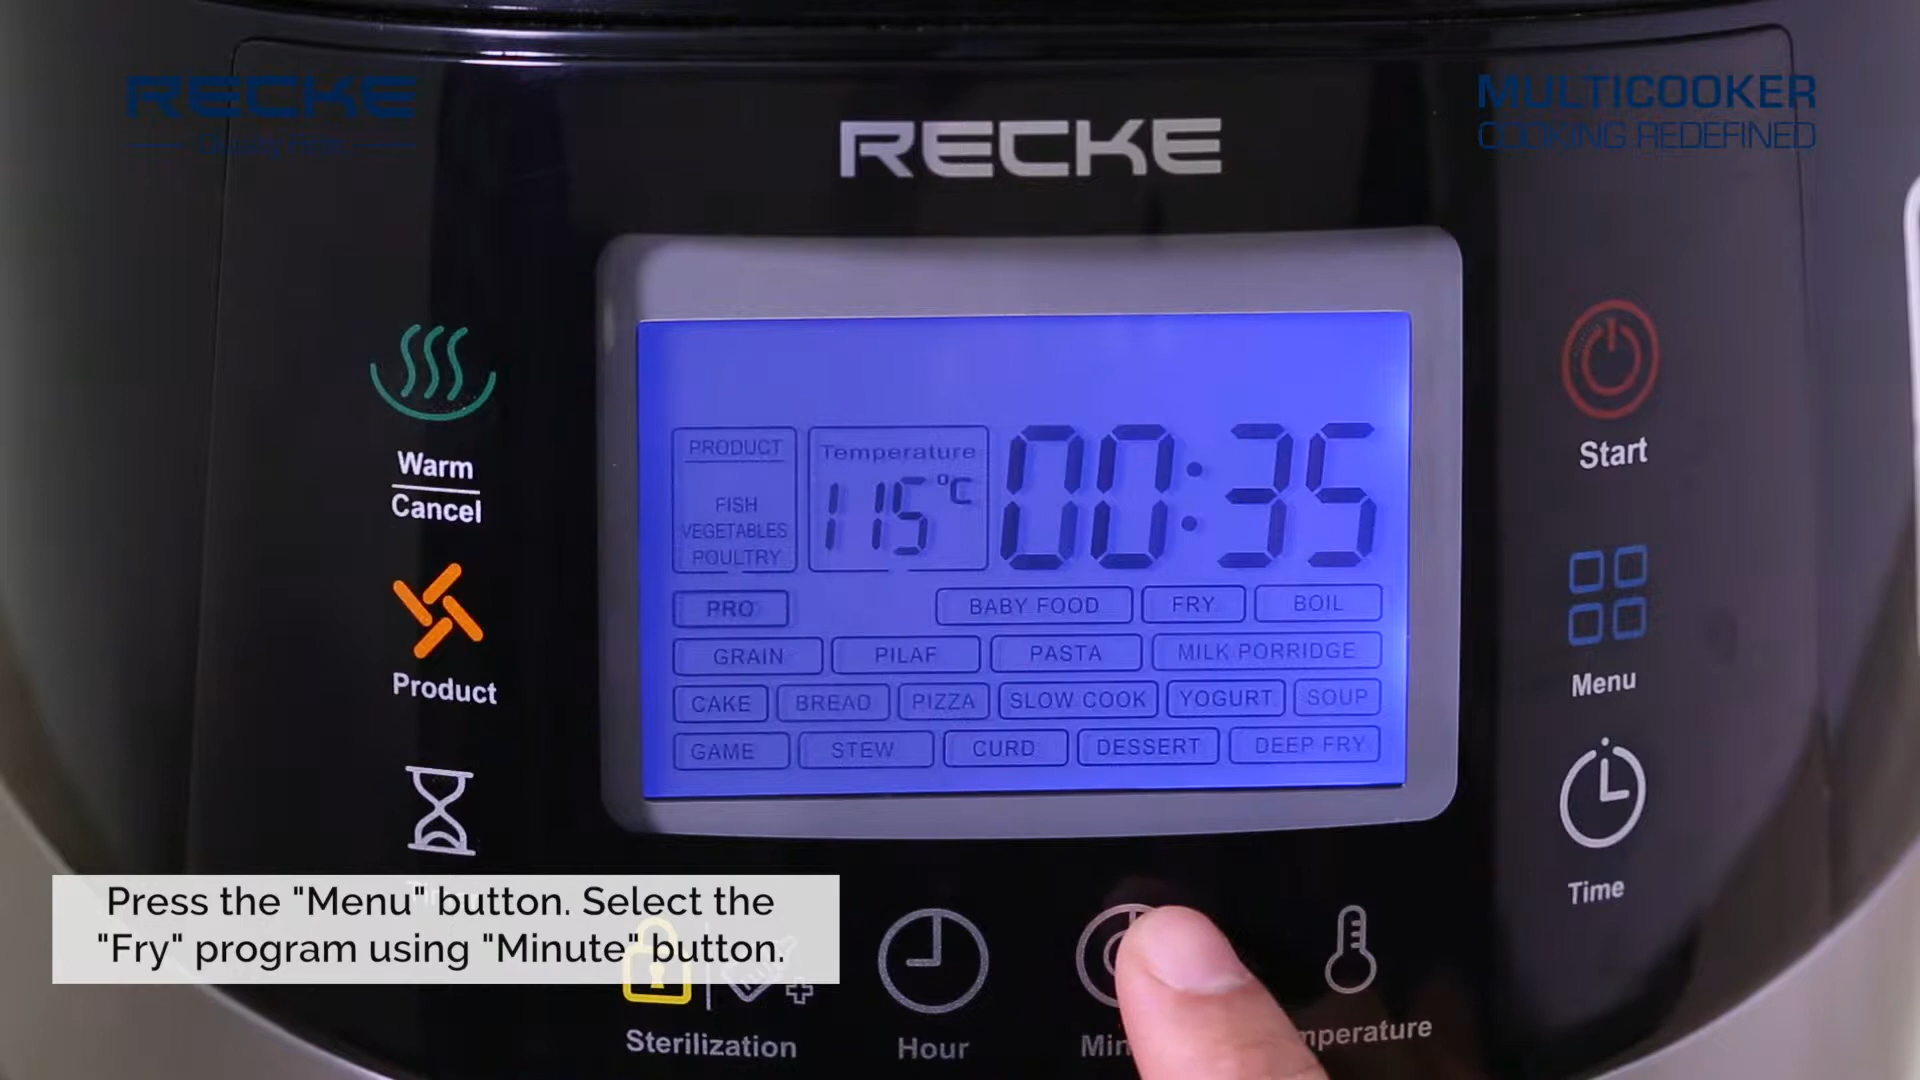 RECKE
MULTICOOKER
COOKING REDEFINED
RECKE
Warm
Cancel
Product
PRODUCT
FISH
VEGETABLES
POULTRY
Temperature
115°C
00:35
PRO
BABY FOOD
FRY
BOIL
GRAIN
PILAF
PASTA
MILK PORRIDGE
CAKE
BREAD
PIZZA
SLOW COOK
YOGURT
SOUP
GAME
STEW
CURD
DESSERT
DEEP FRY
Start
Menu
Time
Press the "Menu" button. Select the
"Fry" program using "Minute" button.
Sterilization
Hour
Min
mperature